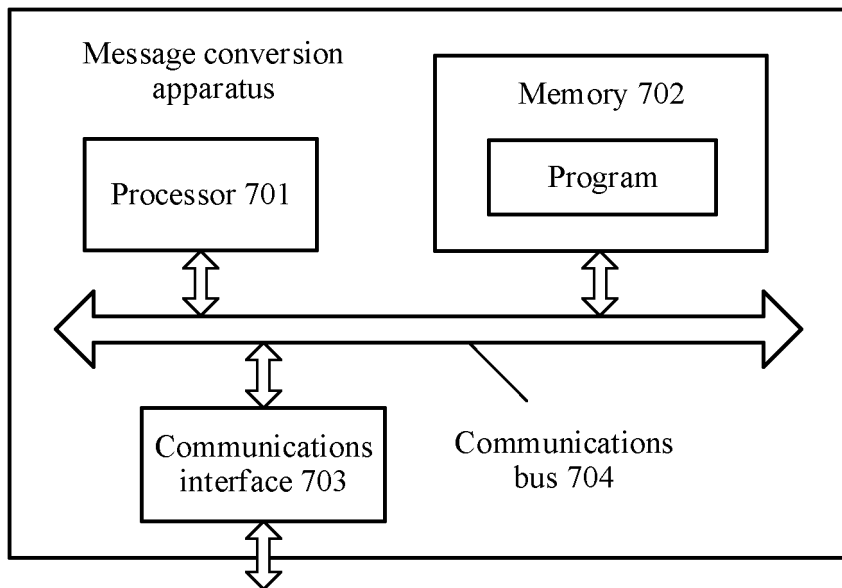 Message conversion
apparatus
Memory 702
Program
Processor 701
Communications
interface 703
Communications
bus 704